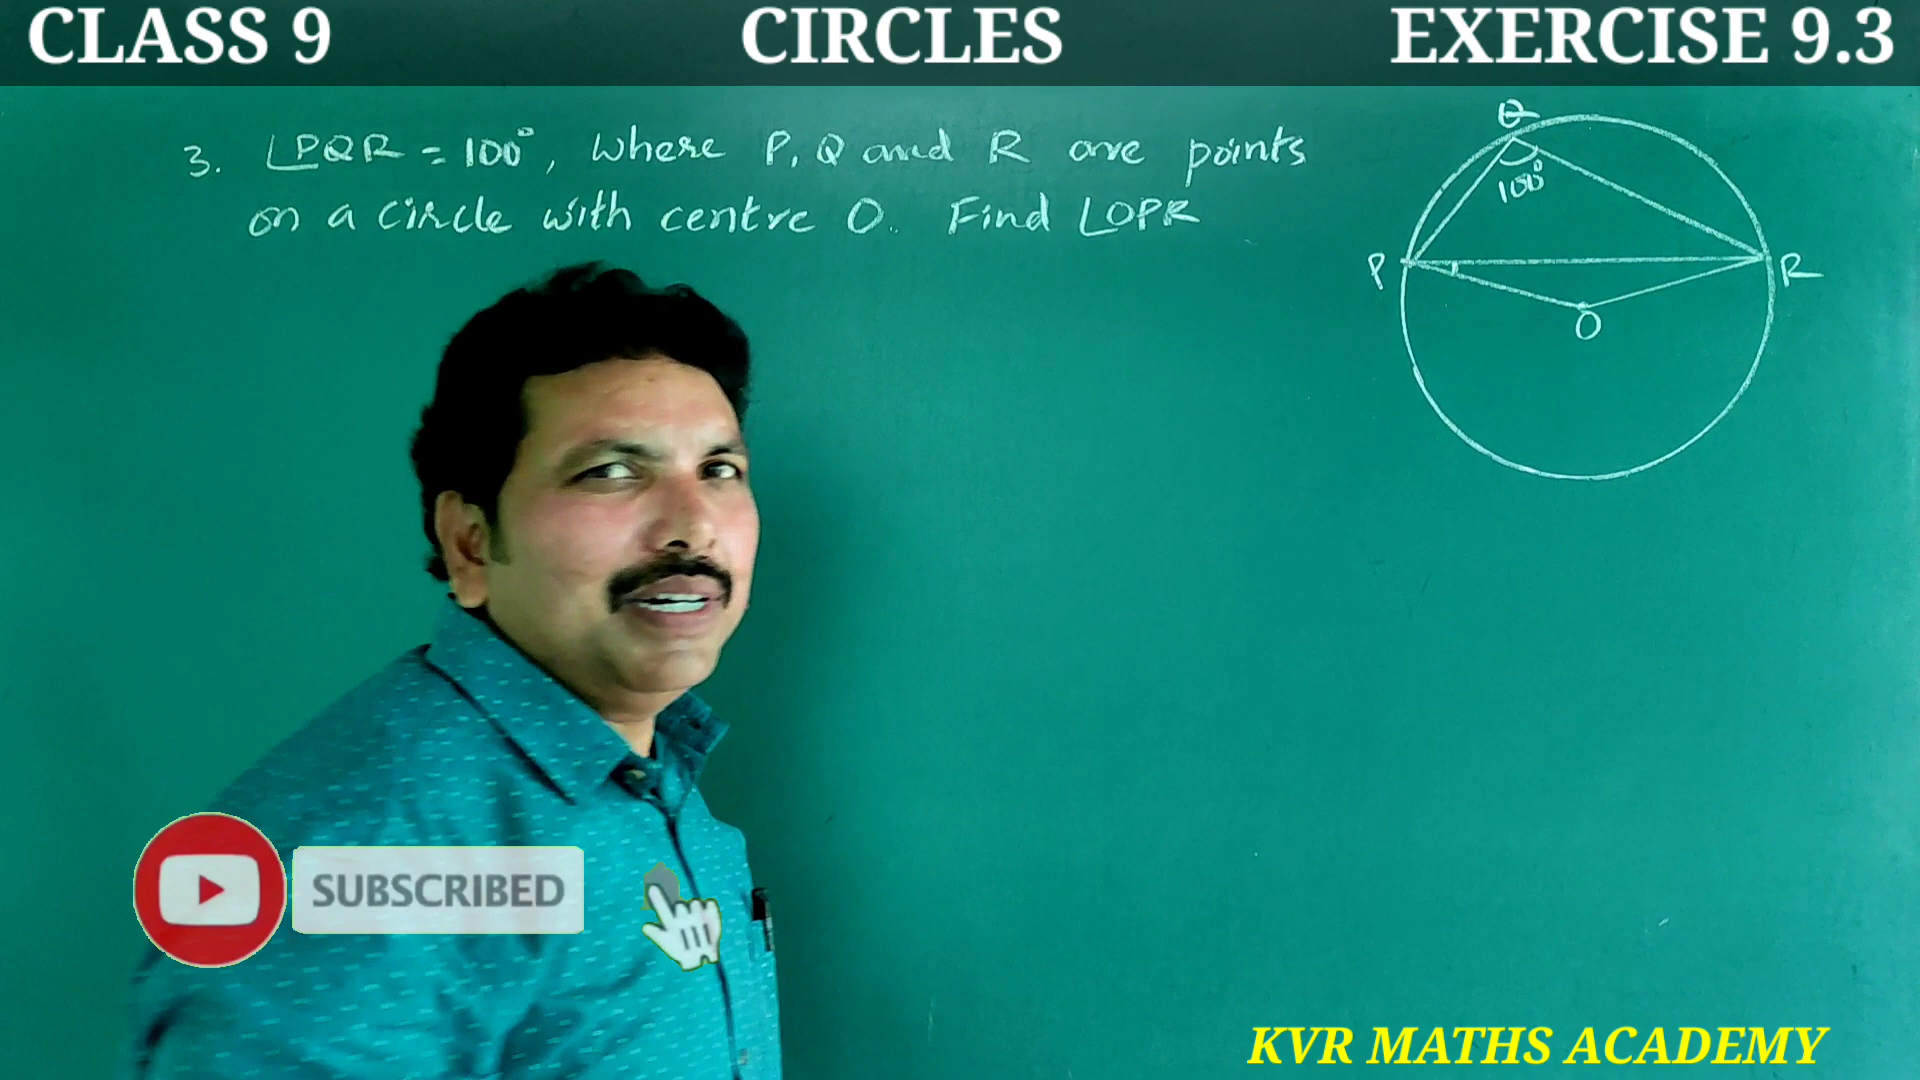 CLASS 9 CIRCLES EXERCISE 9.3
3. ∠PQR = 100°, where P, Q and R are points
on a circle with centre O. Find ∠OPR
Q
100°
P
R
O
SUBSCRIBED
KVR MATHS ACADEMY